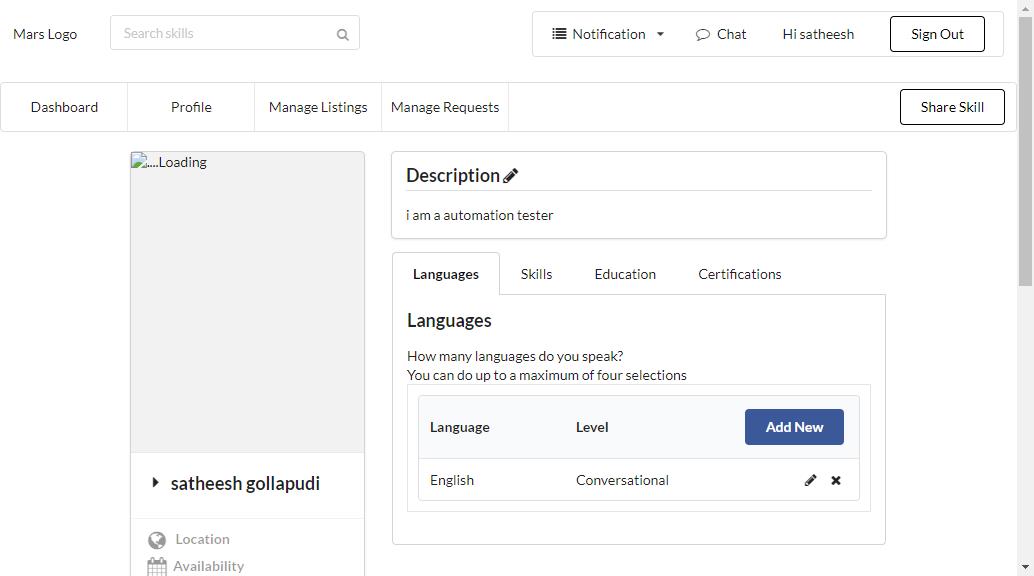 Mars Logo
Search skills
Notification
Chat
Hi satheesh
Sign Out
Dashboard
Profile
Manage Listings
Manage Requests
Share Skill
....Loading
Description
i am a automation tester
Languages
Skills
Education
Certifications
Languages
How many languages do you speak?
You can do up to a maximum of four selections
Language
Level
Add New
English
Conversational
satheesh gollapudi
Location
Availability